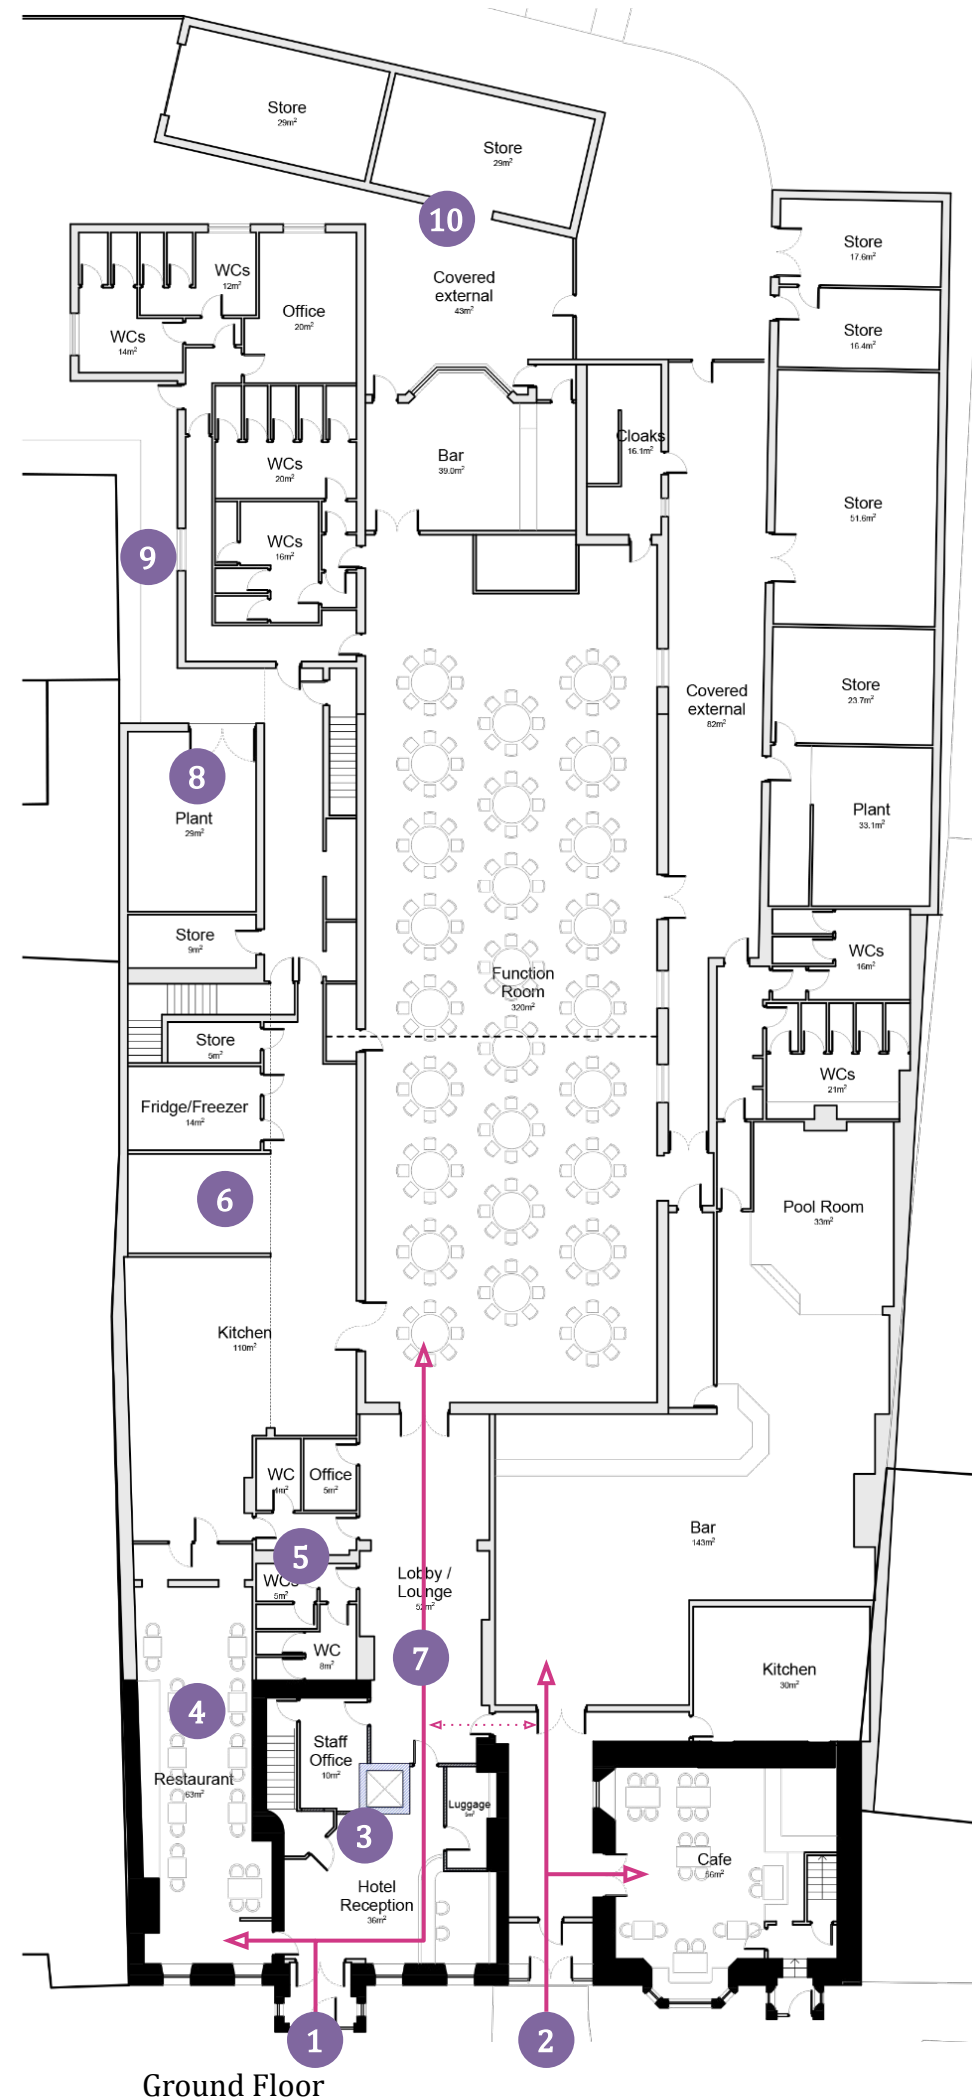 Store
29m²
Store
29m²
10
Store
17.6m²
WCs
12m²
Covered
external
43m²
Office
20m²
WCs
14m²
Store
16.4m²
Cloaks
16.1m²
Bar
39.0m²
WCs
20m²
Store
51.6m²
WCs
16m²
9
Store
23.7m²
Covered
external
82m²
8
Plant
29m²
Plant
33.1m²
Store
9m²
WCs
16m²
Function
Room
320m²
Store
5m²
WCs
21m²
Fridge/Freezer
14m²
6
Pool Room
33m²
Kitchen
110m²
WC
4m²
Office
5m²
Bar
143m²
5
WCs
5m²
Lobby /
Lounge
52m²
WC
8m²
7
Kitchen
30m²
4
Staff
Office
10m²
Restaurant
63m²
Luggage
9m²
3
Cafe
56m²
Hotel
Reception
36m²
1
2
Ground Floor